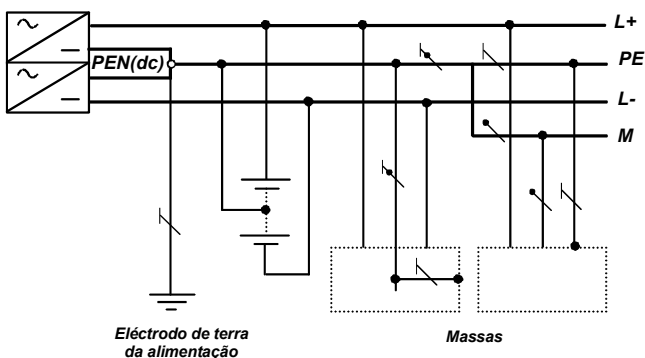 L+
PEN(dc)
PE
L-
M
Eléctrodo de terra
da alimentação
Massas